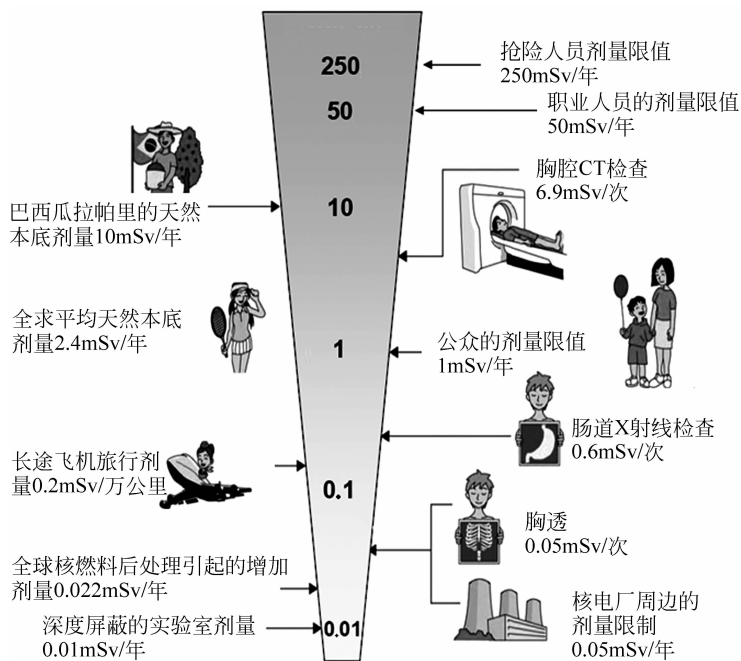 250
50
10
1
0.1
0.01
抢险人员剂量限值
250mSv/年
职业人员的剂量限值
50mSv/年
胸腔CT检查
6.9mSv/次
巴西瓜拉帕里的天然
本底剂量10mSv/年
全求平均天然本底
剂量2.4mSv/年
公众的剂量限值
1mSv/年
肠道X射线检查
0.6mSv/次
长途飞机旅行剂
量0.2mSv/万公里
胸透
0.05mSv/次
全球核燃料后处理引起的增加
剂量0.022mSv/年
核电厂周边的
剂量限制
0.05mSv/年
深度屏蔽的实验室剂量
0.01mSv/年